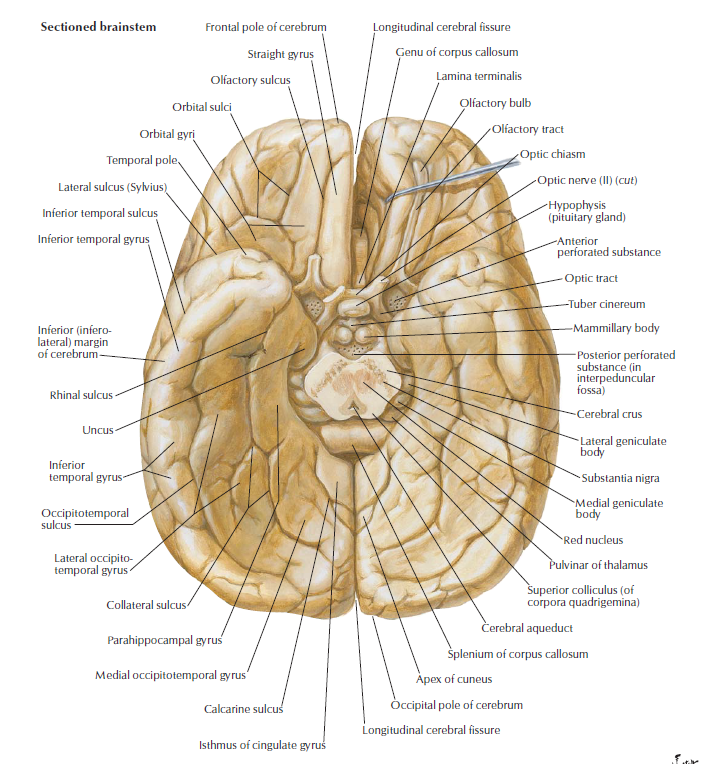 Sectioned brainstem
Frontal pole of cerebrum
Straight gyrus
Olfactory sulcus
Orbital sulci
Orbital gyri
Temporal pole
Lateral sulcus (Sylvius)
Inferior temporal sulcus
Inferior temporal gyrus
Inferior (infero-
lateral) margin
of cerebrum
Rhinal sulcus
Uncus
Inferior
temporal gyrus
Occipitotemporal
sulcus
Lateral occipito-
temporal gyrus
Collateral sulcus
Parahippocampal gyrus
Medial occipitotemporal gyrus
Calcarine sulcus
Isthmus of cingulate gyrus
Longitudinal cerebral fissure
Genu of corpus callosum
Lamina terminalis
Olfactory bulb
Olfactory tract
Optic chiasm
Optic nerve (II) (cut)
Hypophysis
(pituitary gland)
Anterior
perforated substance
Optic tract
Tuber cinereum
Mammillary body
Posterior perforated
substance (in
interpeduncular
fossa)
Cerebral crus
Lateral geniculate
body
Substantia nigra
Medial geniculate
body
Red nucleus
Pulvinar of thalamus
Superior colliculus (of
corpora quadrigemina)
Cerebral aqueduct
Splenium of corpus callosum
Apex of cuneus
Occipital pole of cerebrum
Longitudinal cerebral fissure